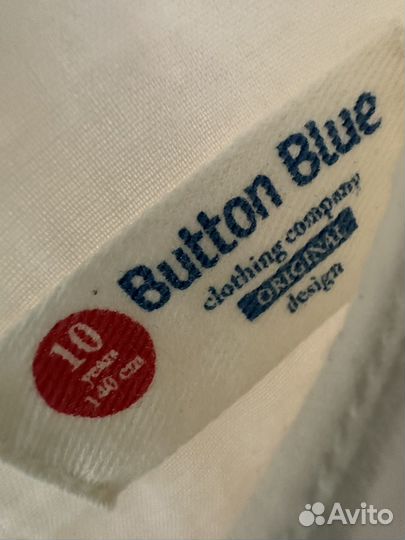 Button Blue
clothing company
ORIGINAL
design
10
years
140 cm
Avito